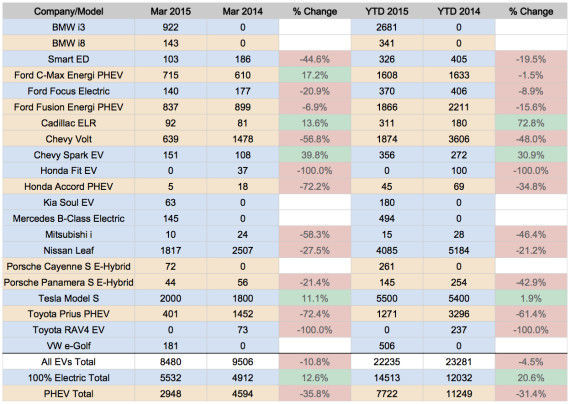 Company/Model Mar 2015 Mar 2014 % Change YTD 2015 YTD 2014 % Change
BMW i3 922 0 2681 0
BMW i8 143 0 341 0
Smart ED 103 186 -44.6% 326 405 -19.5%
Ford C-Max Energi PHEV 715 610 17.2% 1608 1633 -1.5%
Ford Focus Electric 140 177 -20.9% 370 406 -8.9%
Ford Fusion Energi PHEV 837 899 -6.9% 1866 2211 -15.6%
Cadillac ELR 92 81 13.6% 311 180 72.8%
Chevy Volt 639 1478 -56.8% 1874 3606 -48.0%
Chevy Spark EV 151 108 39.8% 356 272 30.9%
Honda Fit EV 0 37 -100.0% 0 100 -100.0%
Honda Accord PHEV 5 18 -72.2% 45 69 -34.8%
Kia Soul EV 63 0 180 0
Mercedes B-Class Electric 145 0 494 0
Mitsubishi i 10 24 -58.3% 15 28 -46.4%
Nissan Leaf 1817 2507 -27.5% 4085 5184 -21.2%
Porsche Cayenne S E-Hybrid 72 0 261 0
Porsche Panamera S E-Hybrid 44 56 -21.4% 145 254 -42.9%
Tesla Model S 2000 1800 11.1% 5500 5400 1.9%
Toyota Prius PHEV 401 1452 -72.4% 1271 3296 -61.4%
Toyota RAV4 EV 0 73 -100.0% 0 237 -100.0%
VW e-Golf 181 0 506 0
All EVs Total 8480 9506 -10.8% 22235 23281 -4.5%
100% Electric Total 5532 4912 12.6% 14513 12032 20.6%
PHEV Total 2948 4594 -35.8% 7722 11249 -31.4%